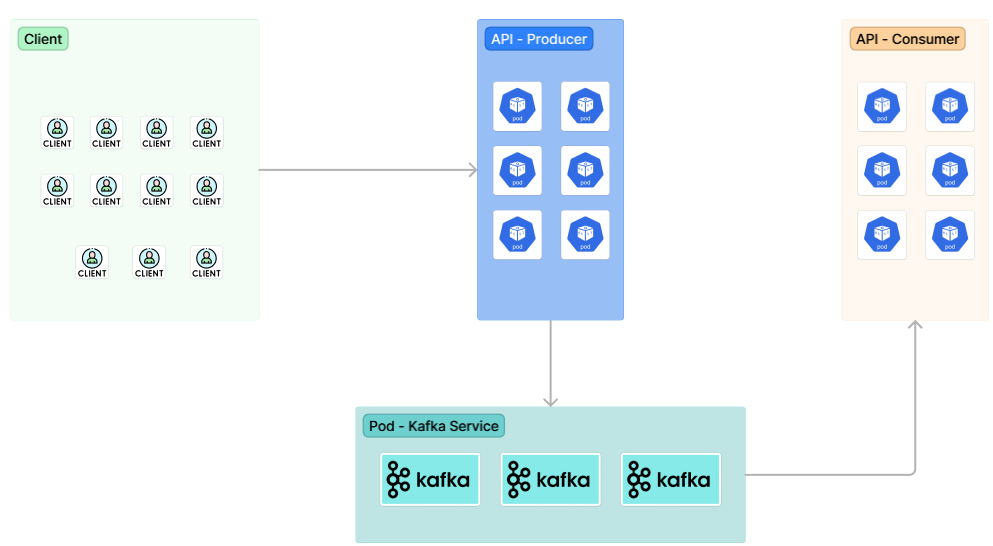 Client
API - Producer
API - Consumer
pod
pod
pod
pod
CLIENT
CLIENT
CLIENT
CLIENT
pod
pod
pod
pod
CLIENT
CLIENT
CLIENT
CLIENT
pod
pod
pod
pod
CLIENT
CLIENT
CLIENT
Pod - Kafka Service
kafka
kafka
kafka